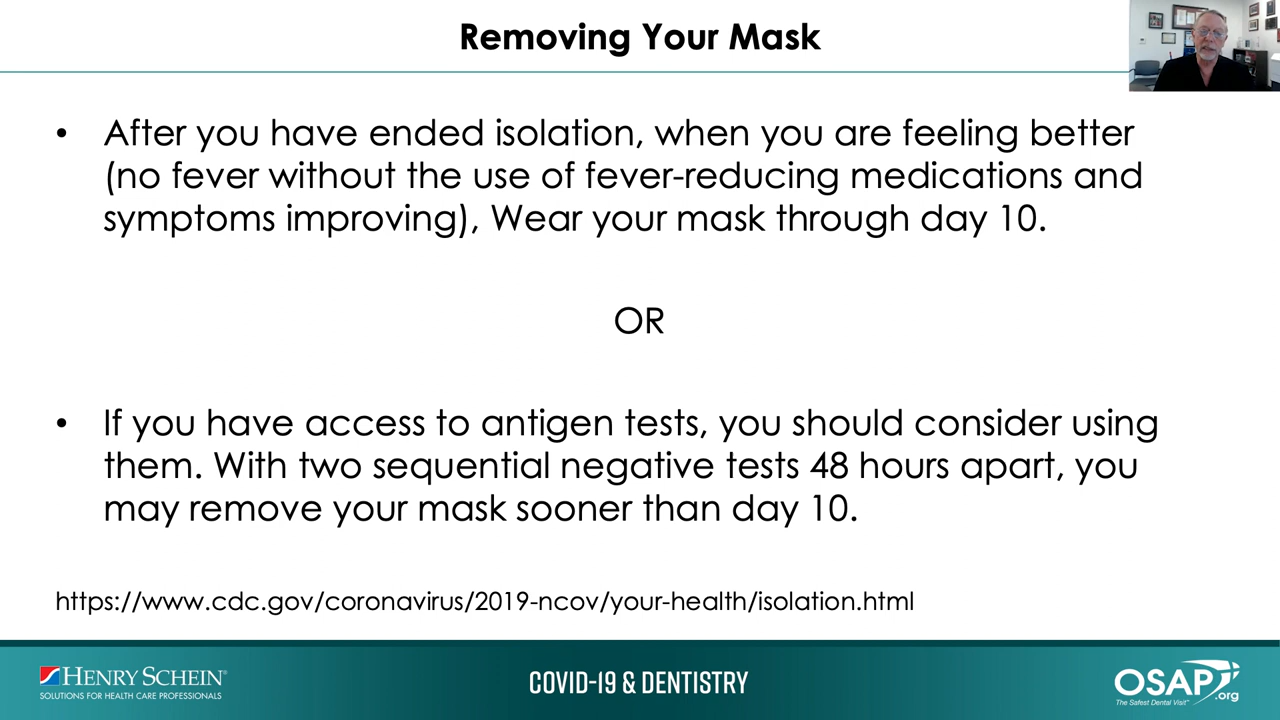 Removing Your Mask
• After you have ended isolation, when you are feeling better
(no fever without the use of fever-reducing medications and
symptoms improving), Wear your mask through day 10.
OR
• If you have access to antigen tests, you should consider using
them. With two sequential negative tests 48 hours apart, you
may remove your mask sooner than day 10.
https://www.cdc.gov/coronavirus/2019-ncov/your-health/isolation.html
HENRY SCHEIN®
SOLUTIONS FOR HEALTH CARE PROFESSIONALS
COVID-19 & DENTISTRY
OSAP.org
The Safest Dental Visit™